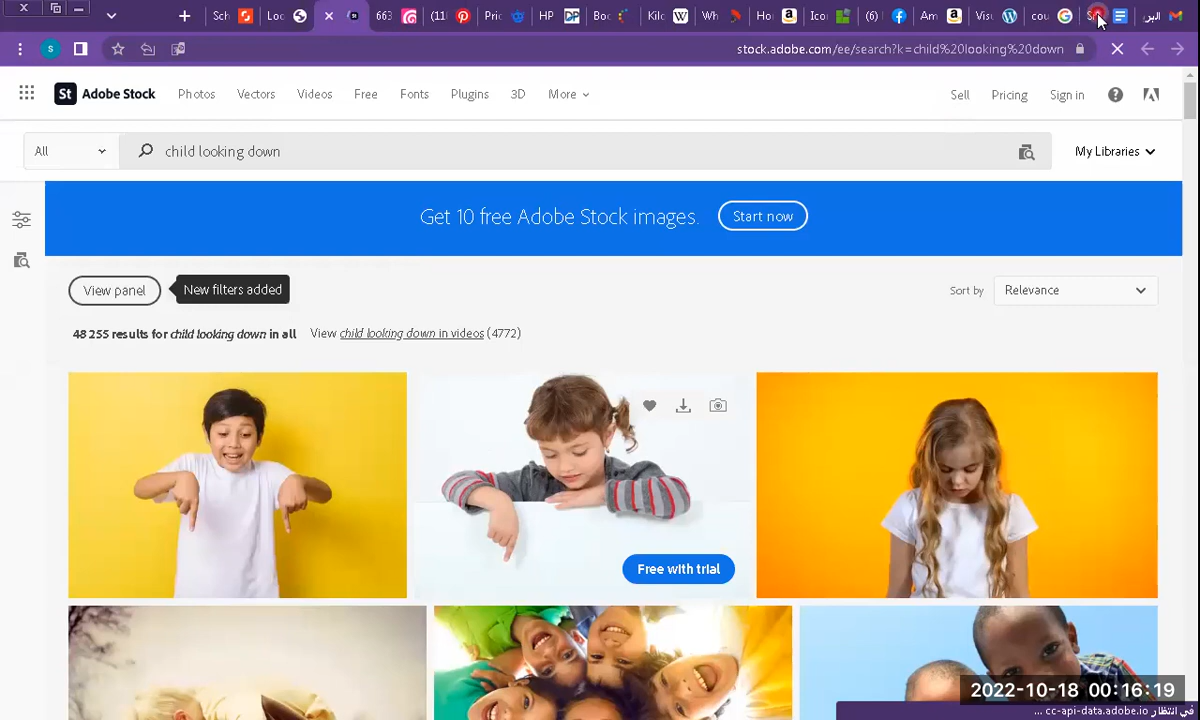 Sch
Loc
663
(11
Pric
HP
Boc
Kilc
Wh
Ho
Ico
(6)
Am
Visu
cou
البر
stock.adobe.com/ee/search?k=child%20looking%20down
St Adobe Stock
Photos
Vectors
Videos
Free
Fonts
Plugins
3D
More
Sell
Pricing
Sign in
All
child looking down
My Libraries
Get 10 free Adobe Stock images.
Start now
View panel
New filters added
Sort by
Relevance
48 255 results for child looking down in all
View child looking down in videos (4772)
Free with trial
2022-10-18 00:16:19
في انتظار cc-api-data.adobe.io ...